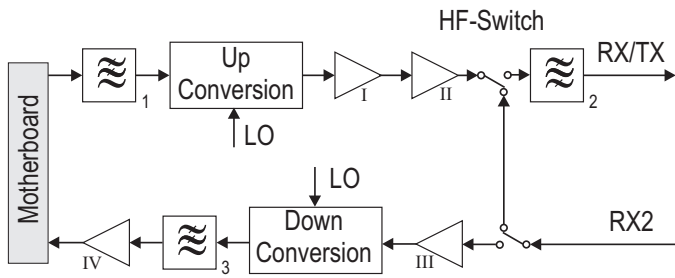 HF-Switch
RX/TX
Up
Conversion
1
I
II
2
LO
Motherboard
LO
RX2
Down
Conversion
IV
3
III